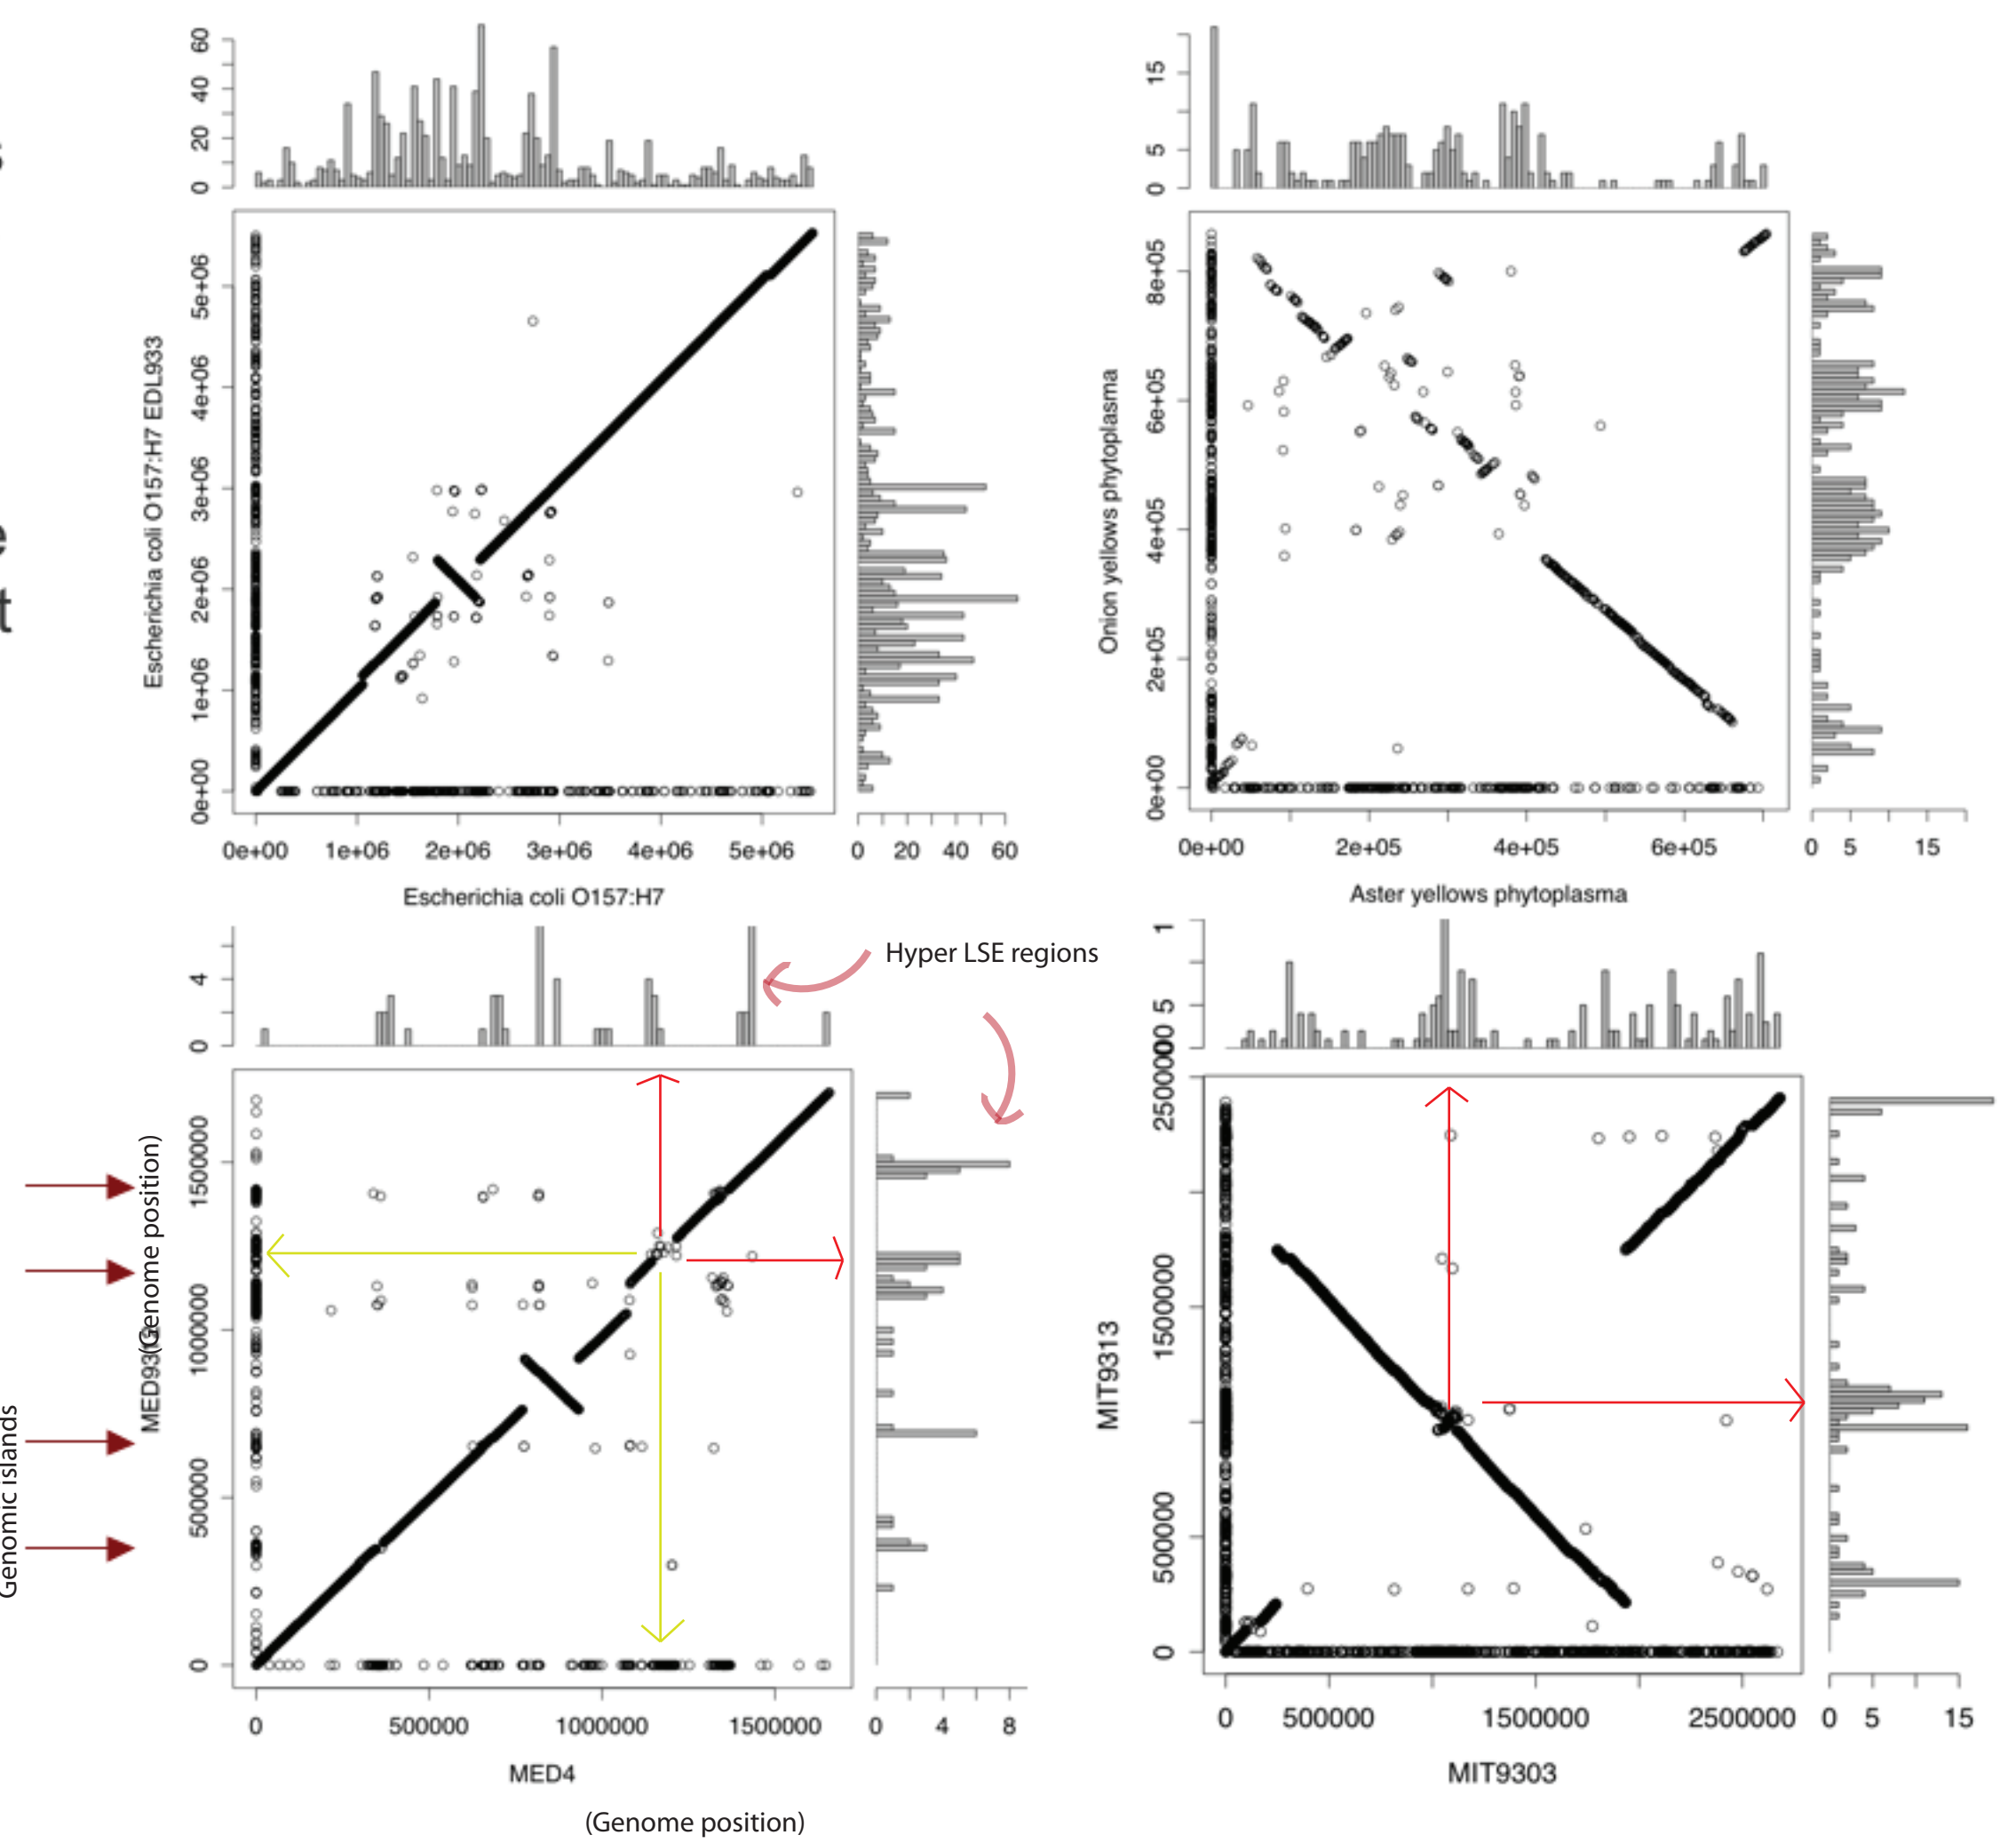 60
40
20
0
Escherichia coli O157:H7 EDL933
5e+06
4e+06
3e+06
2e+06
1e+06
0e+00
0e+00 1e+06 2e+06 3e+06 4e+06 5e+06
0 20 40 60
Escherichia coli O157:H7
15
5
0
Onion yellows phytoplasma
8e+05
6e+05
4e+05
2e+05
0e+00
0e+00 2e+05 4e+05 6e+05
0 5 15
Aster yellows phytoplasma
Hyper LSE regions
4
0
(Genome position)
Genomic islands
1500000
1000000
500000
0
0 500000 1000000 1500000
0 4 8
MED4
(Genome position)
1
5
0
MIT9313
2500000
1500000
500000
0
0 500000 1500000 2500000
0 5 15
MIT9303